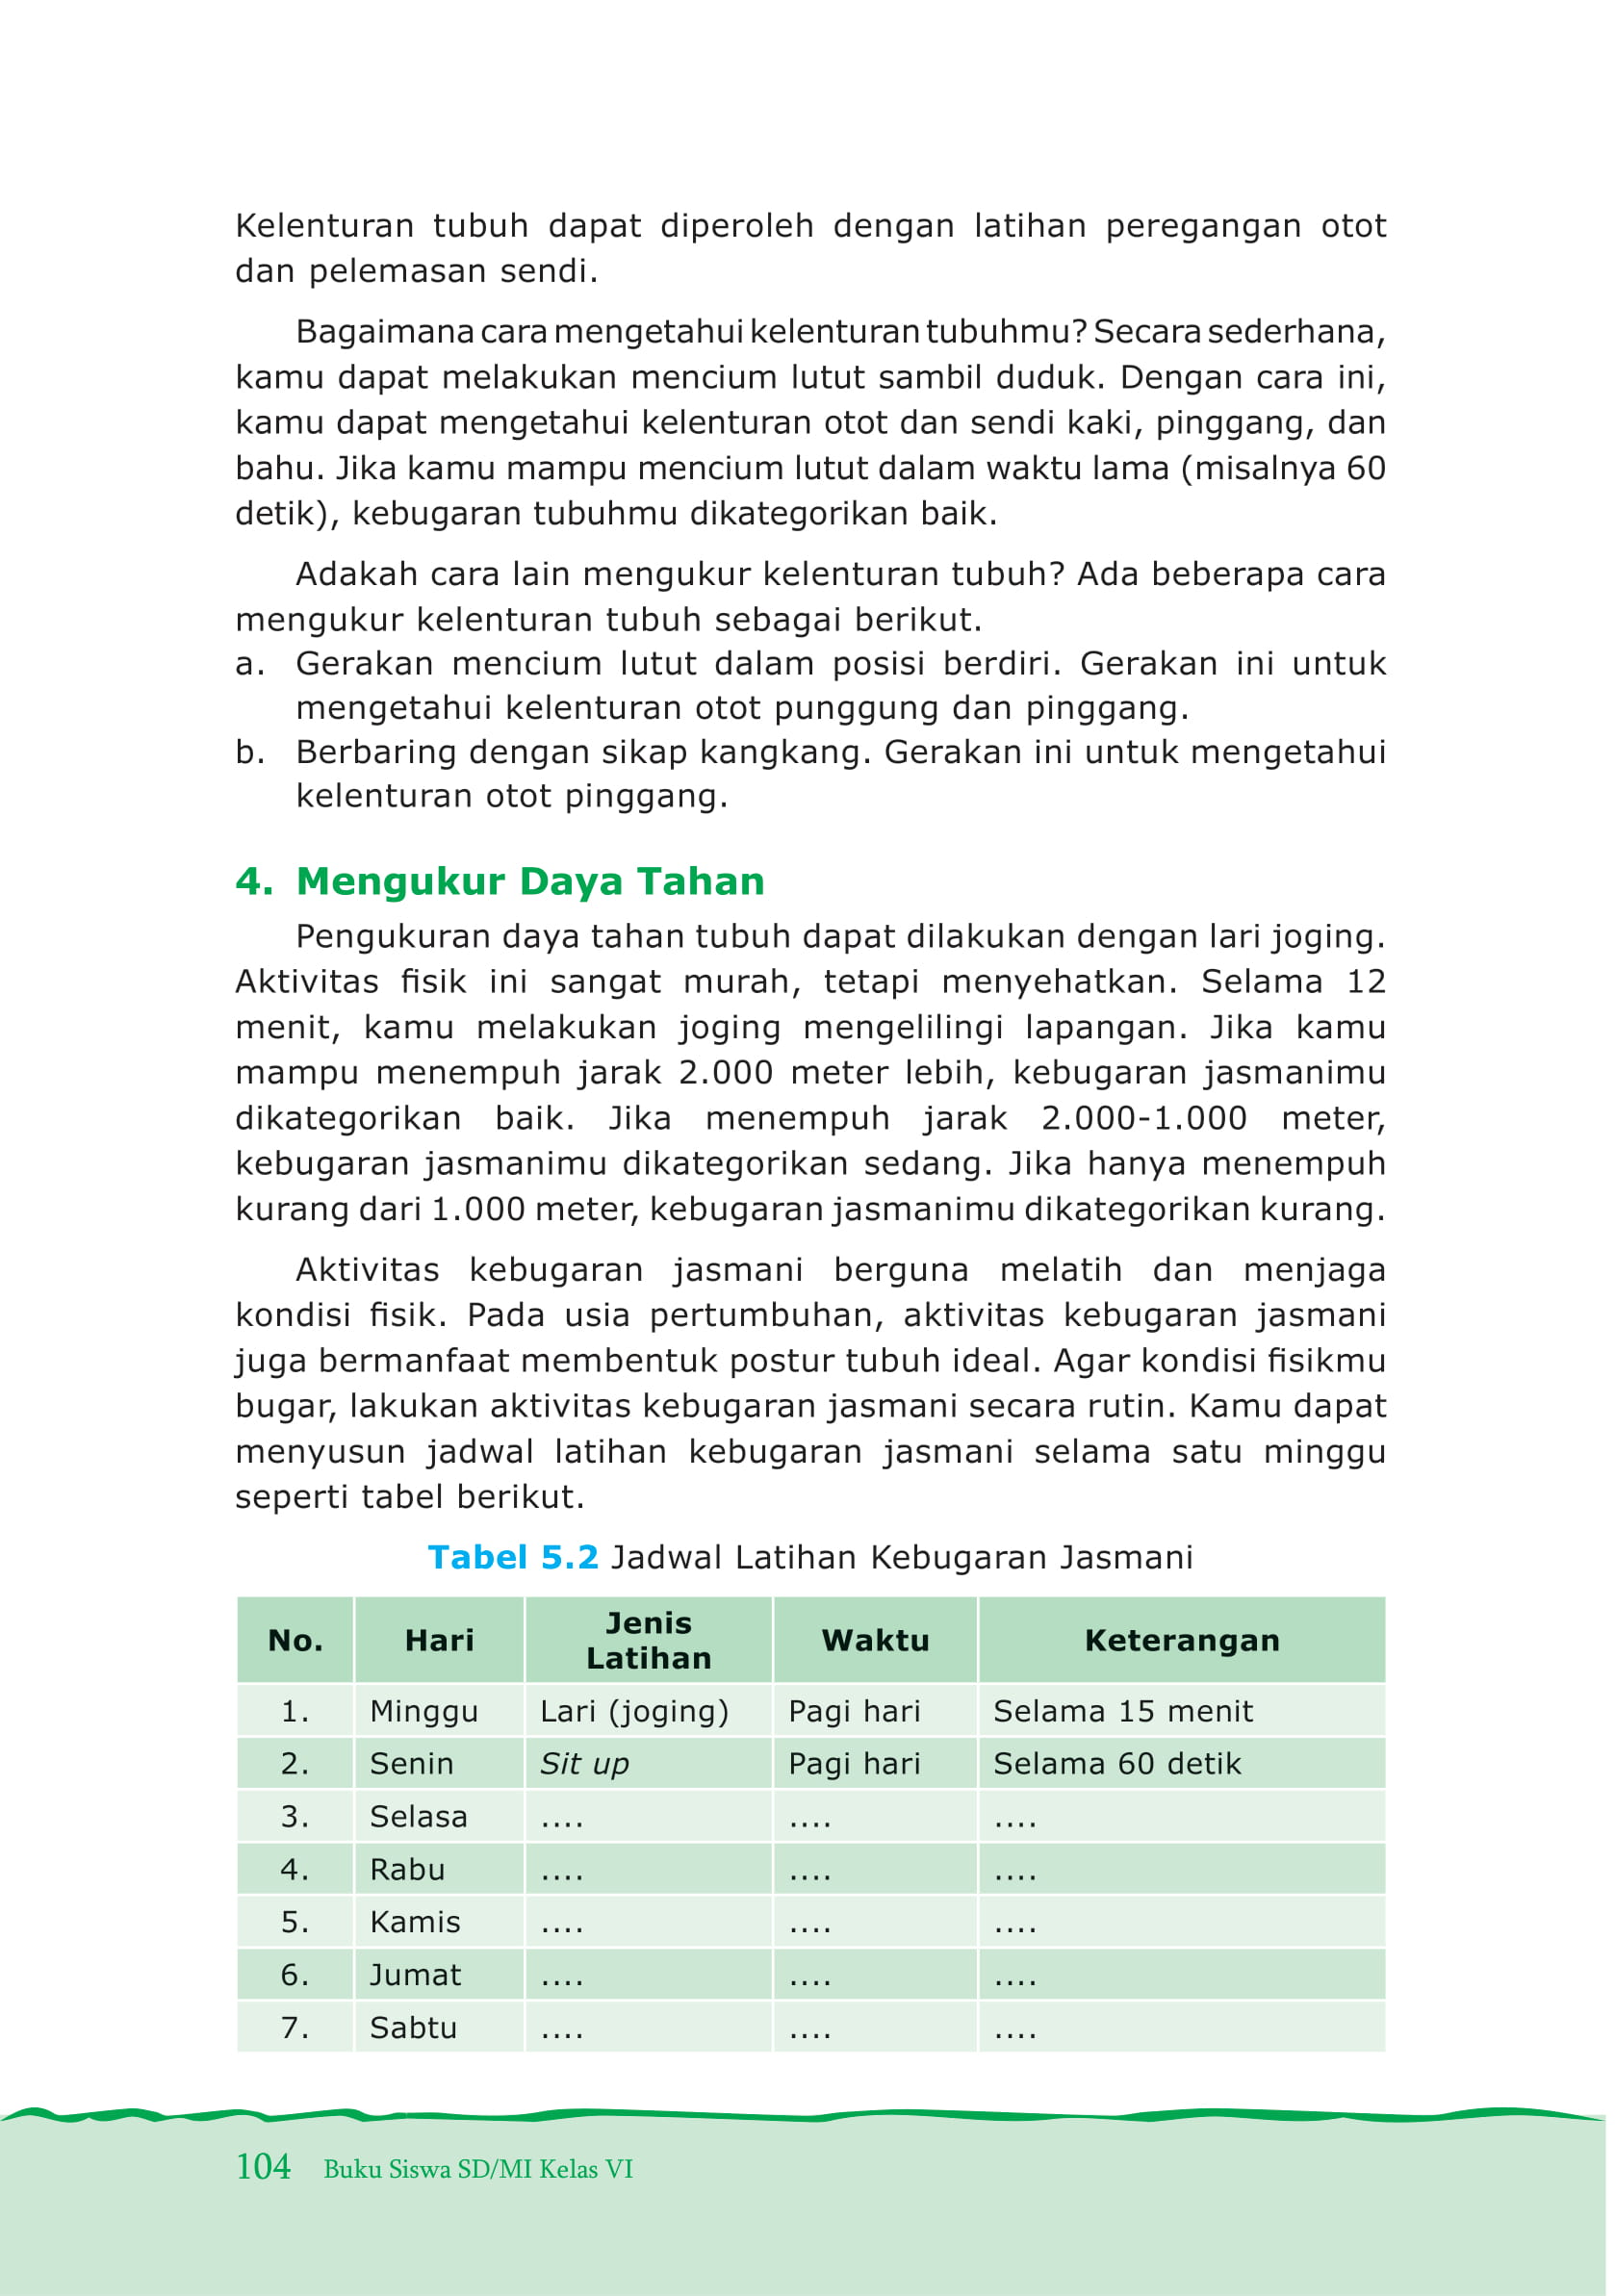 Kelenturan tubuh dapat diperoleh dengan latihan peregangan otot
dan pelemasan sendi.
Bagaimana cara mengetahui kelenturan tubuhmu? Secara sederhana,
kamu dapat melakukan mencium lutut sambil duduk. Dengan cara ini,
kamu dapat mengetahui kelenturan otot dan sendi kaki, pinggang, dan
bahu. Jika kamu mampu mencium lutut dalam waktu lama (misalnya 60
detik), kebugaran tubuhmu dikategorikan baik.
Adakah cara lain mengukur kelenturan tubuh? Ada beberapa cara
mengukur kelenturan tubuh sebagai berikut.
a. Gerakan mencium lutut dalam posisi berdiri. Gerakan ini untuk
mengetahui kelenturan otot punggung dan pinggang.
b. Berbaring dengan sikap kangkang. Gerakan ini untuk mengetahui
kelenturan otot pinggang.
4. Mengukur Daya Tahan
Pengukuran daya tahan tubuh dapat dilakukan dengan lari joging.
Aktivitas fisik ini sangat murah, tetapi menyehatkan. Selama 12
menit, kamu melakukan joging mengelilingi lapangan. Jika kamu
mampu menempuh jarak 2.000 meter lebih, kebugaran jasmanimu
dikategorikan baik. Jika menempuh jarak 2.000-1.000 meter,
kebugaran jasmanimu dikategorikan sedang. Jika hanya menempuh
kurang dari 1.000 meter, kebugaran jasmanimu dikategorikan kurang.
Aktivitas kebugaran jasmani berguna melatih dan menjaga
kondisi fisik. Pada usia pertumbuhan, aktivitas kebugaran jasmani
juga bermanfaat membentuk postur tubuh ideal. Agar kondisi fisikmu
bugar, lakukan aktivitas kebugaran jasmani secara rutin. Kamu dapat
menyusun jadwal latihan kebugaran jasmani selama satu minggu
seperti tabel berikut.
Tabel 5.2 Jadwal Latihan Kebugaran Jasmani
No. Hari Jenis Latihan Waktu Keterangan
1. Minggu Lari (joging) Pagi hari Selama 15 menit
2. Senin Sit up Pagi hari Selama 60 detik
3. Selasa .... .... ....
4. Rabu .... .... ....
5. Kamis .... .... ....
6. Jumat .... .... ....
7. Sabtu .... .... ....
104 Buku Siswa SD/MI Kelas VI